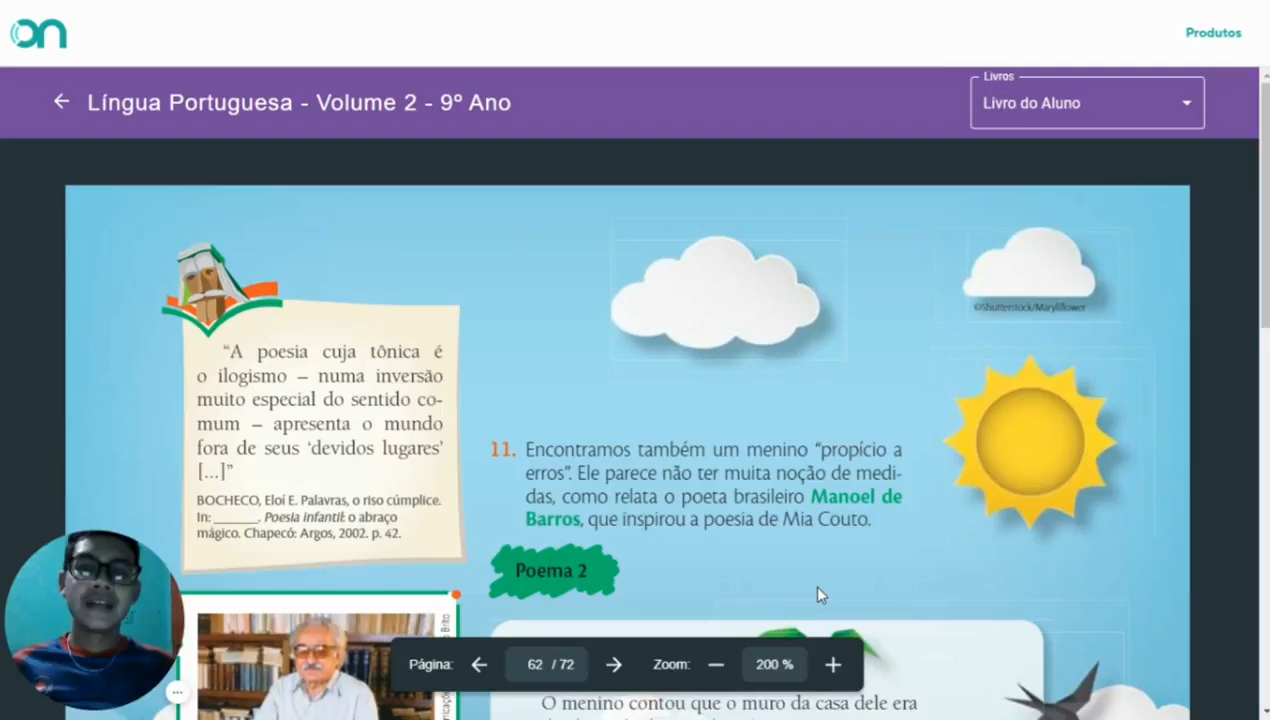 on
Produtos
Língua Portuguesa - Volume 2 - 9º Ano
Livros
Livro do Aluno
©Shutterstock/Maryliflower
“A poesia cuja tônica é
o ilogismo – numa inversão
muito especial do sentido co-
mum – apresenta o mundo
fora de seus ‘devidos lugares’
[...]”
BOCHECO, Eloí E. Palavras, o riso cúmplice.
In: ______. Poesia infantil: o abraço
mágico. Chapecó: Argos, 2002. p. 42.
11. Encontramos também um menino “propício a
erros”. Ele parece não ter muita noção de medi-
das, como relata o poeta brasileiro Manoel de
Barros, que inspirou a poesia de Mia Couto.
Poema 2
Brito
Página: 62 / 72 Zoom: 200 %
O menino contou que o muro da casa dele era